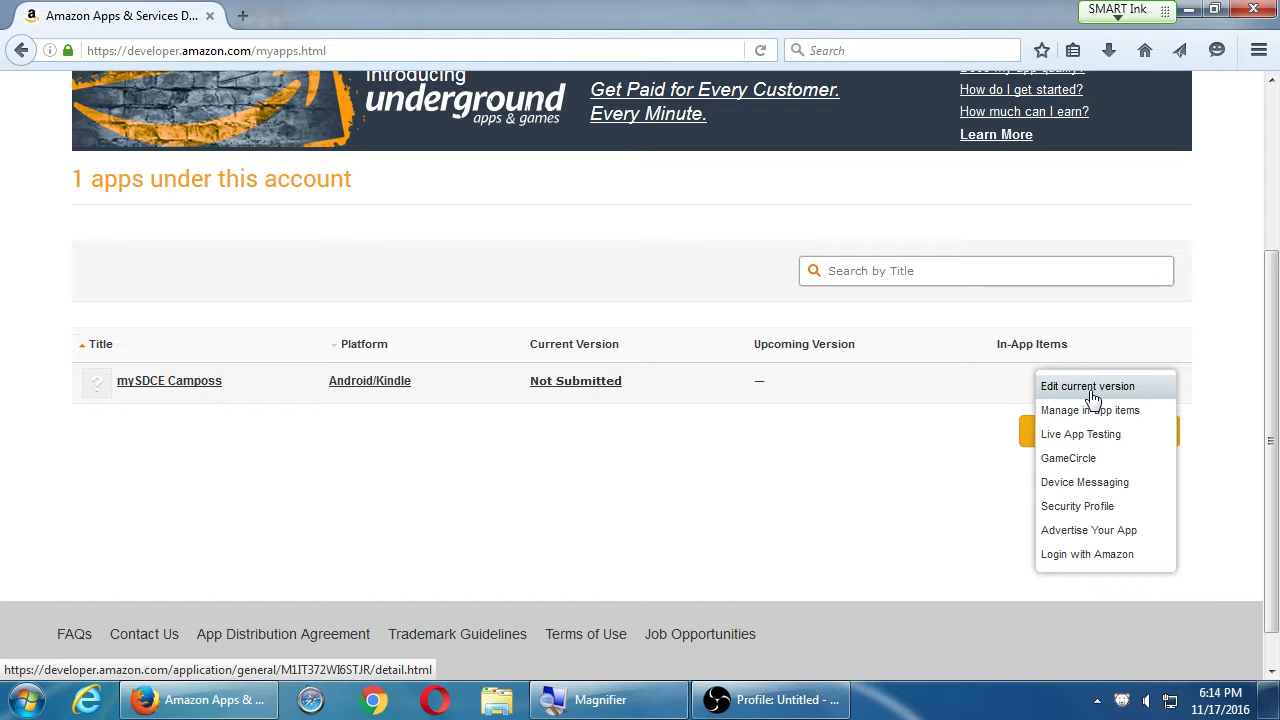 Amazon Apps & Services D...
SMART Ink
https://developer.amazon.com/myapps.html
Search
Introducing
underground
apps & games
Get Paid for Every Customer.
Every Minute.
Does my app qualify?
How do I get started?
How much can I earn?
Learn More
1 apps under this account
Search by Title
Title
Platform
Current Version
Upcoming Version
In-App Items
mySDCE Camposs
Android/Kindle
Not Submitted
—
Edit current version
Manage in-app items
Live App Testing
GameCircle
Device Messaging
Security Profile
Advertise Your App
Login with Amazon
FAQs
Contact Us
App Distribution Agreement
Trademark Guidelines
Terms of Use
Job Opportunities
https://developer.amazon.com/application/general/M1IT372WI6STJR/detail.html
Amazon Apps & ...
Magnifier
Profile: Untitled - ...
6:14 PM
11/17/2016